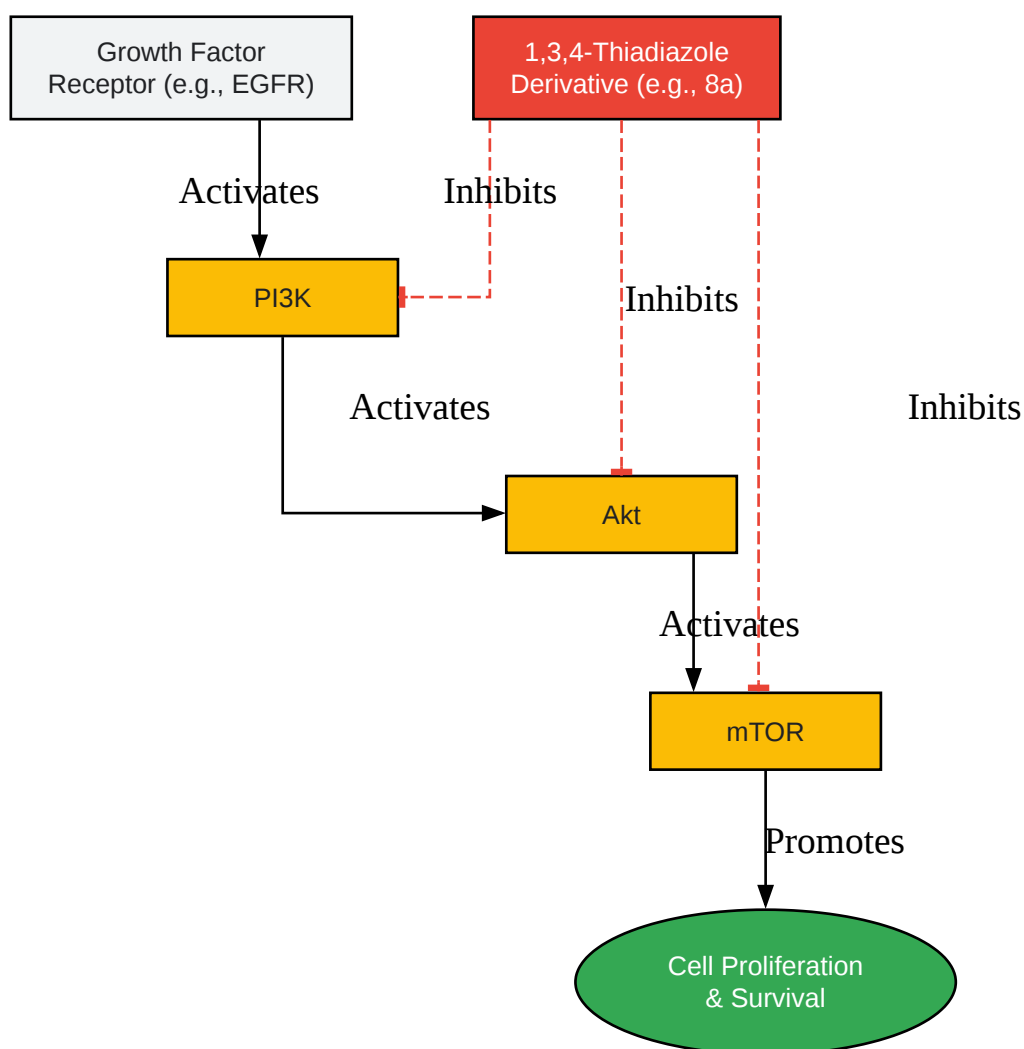 Growth Factor
Receptor (e.g., EGFR)
1,3,4-Thiadiazole
Derivative (e.g., 8a)
Activates
Inhibits
PI3K
Inhibits
Activates
Inhibits
Akt
Activates
mTOR
Promotes
Cell Proliferation
& Survival